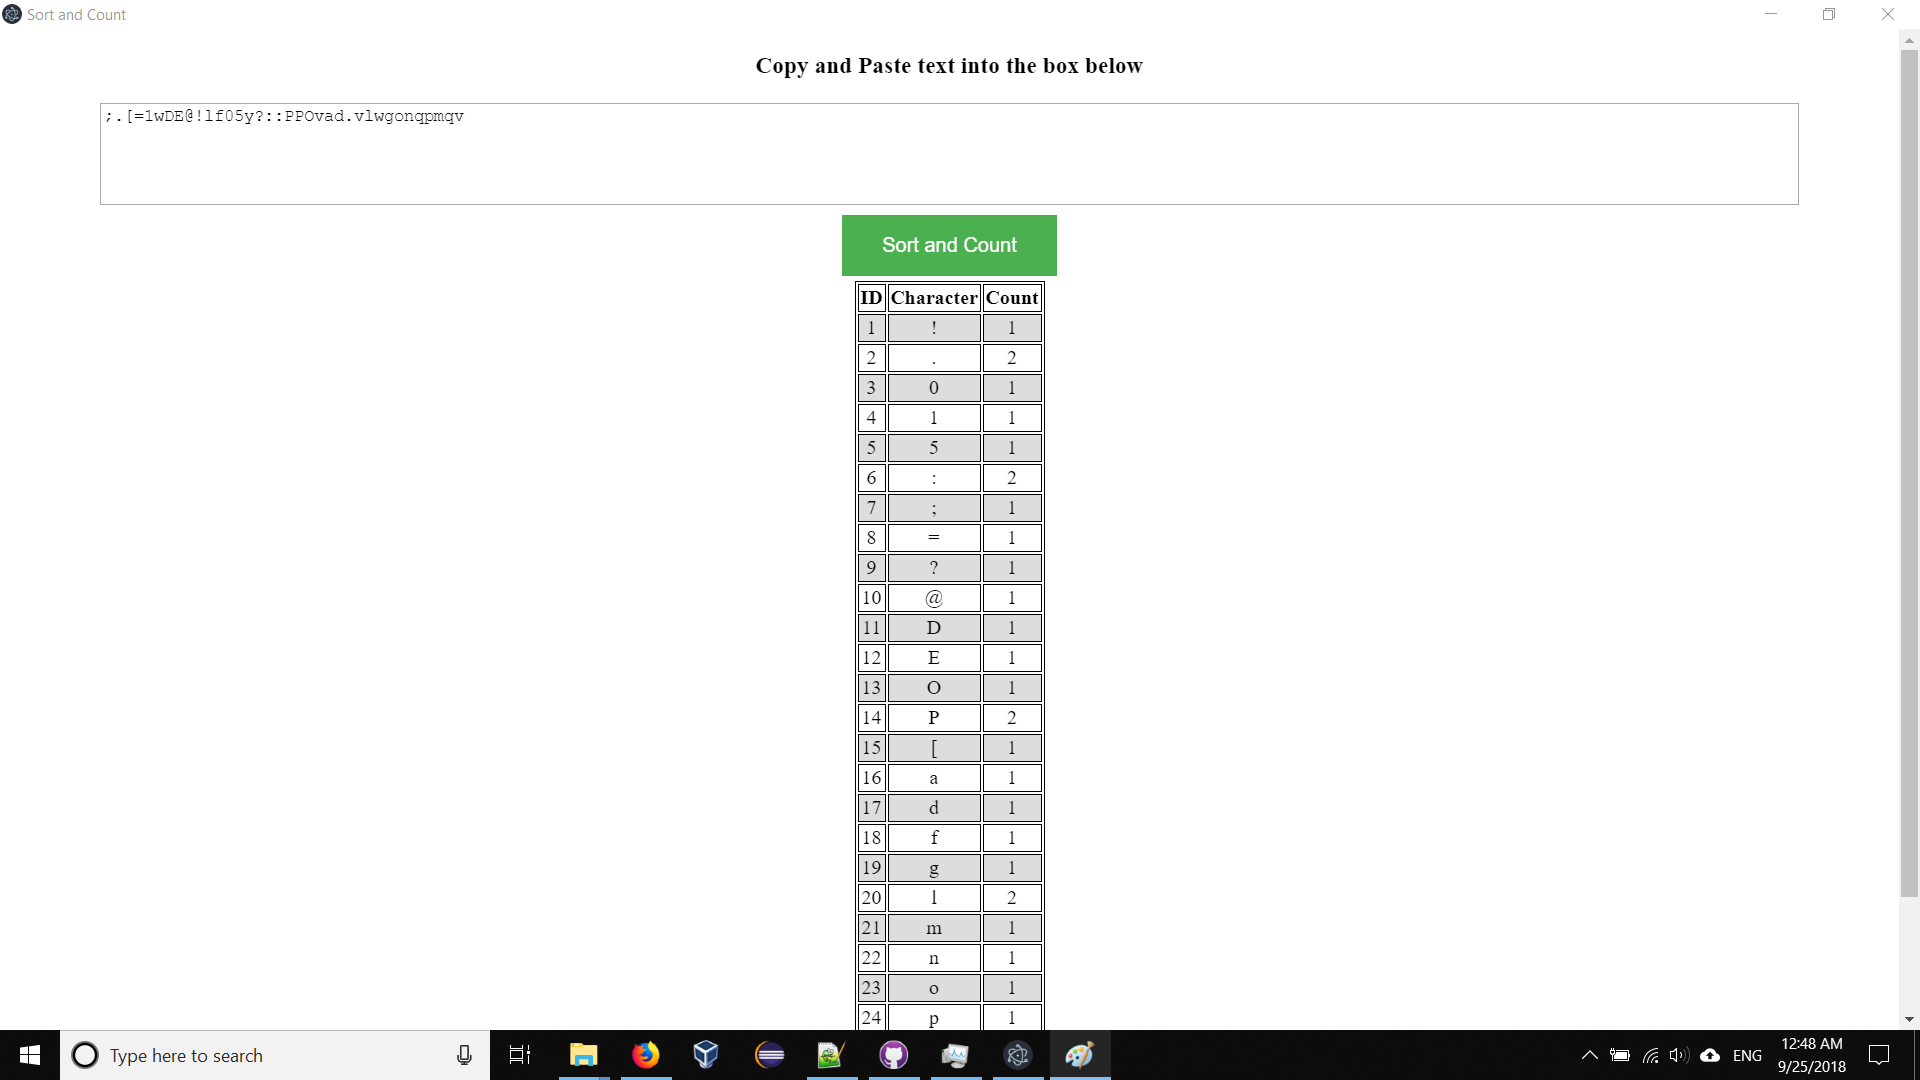 Sort and Count
Copy and Paste text into the box below
;.[=1wDE@!lf05y?::PPOvad.vlwgonqpmqv
Sort and Count
ID Character Count
1 ! 1
2 . 2
3 0 1
4 1 1
5 5 1
6 : 2
7 ; 1
8 = 1
9 ? 1
10 @ 1
11 D 1
12 E 1
13 O 1
14 P 2
15 [ 1
16 a 1
17 d 1
18 f 1
19 g 1
20 l 2
21 m 1
22 n 1
23 o 1
24 p 1
Type here to search
ENG
12:48 AM
9/25/2018